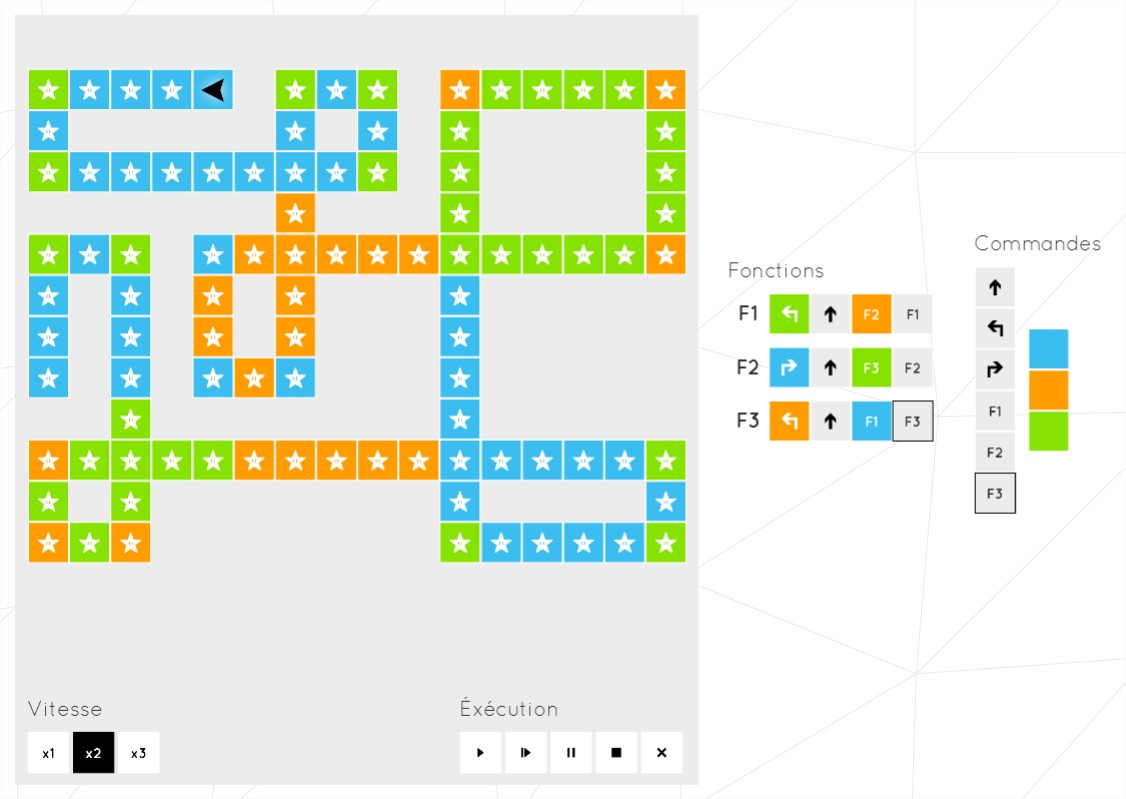 Commandes
Fonctions
F1 F2 F1
F2 F3 F2
F3 F1 F3
F1
F2
F3
Vitesse
x1 x2 x3
Éxécution